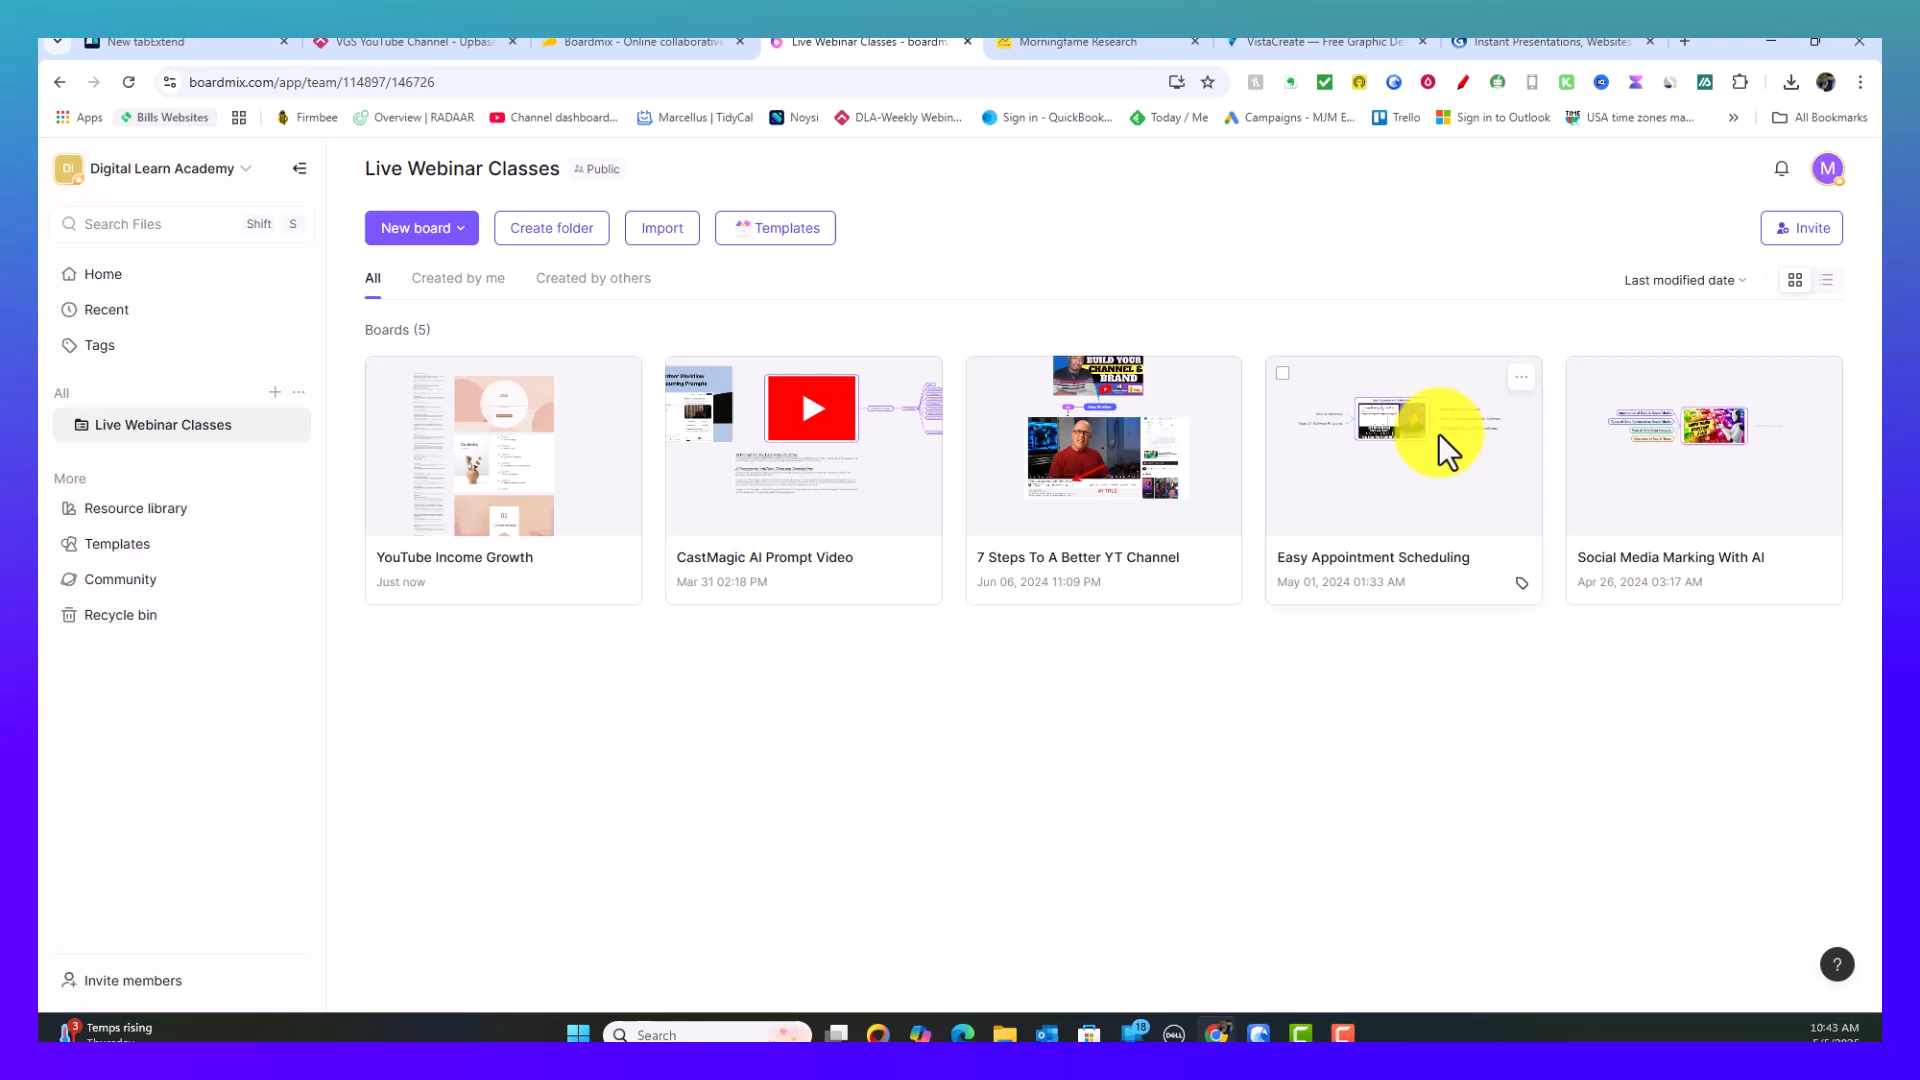 New tabExtend
VGS YouTube Channel - Upbase
Boardmix - Online collaborative
Live Webinar Classes - boardm
Morningfame Research
VistaCreate — Free Graphic De
Instant Presentations, Websites
boardmix.com/app/team/114897/146726
Apps
Bills Websites
Firmbee
Overview | RADAAR
Channel dashboard...
Marcellus | TidyCal
Noysi
DLA-Weekly Webin...
Sign in - QuickBook...
Today / Me
Campaigns - MJM E...
Trello
Sign in to Outlook
USA time zones ma...
All Bookmarks
DI
Digital Learn Academy
Live Webinar Classes
Public
M
Search Files
Shift
S
New board
Create folder
Import
Templates
Invite
Home
Recent
Tags
All
Created by me
Created by others
Last modified date
Boards (5)
All
Live Webinar Classes
More
Resource library
Templates
Community
Recycle bin
BUILD YOUR
CHANNEL &
BRAND
YouTube Income Growth
Just now
CastMagic AI Prompt Video
Mar 31 02:18 PM
7 Steps To A Better YT Channel
Jun 06, 2024 11:09 PM
Easy Appointment Scheduling
May 01, 2024 01:33 AM
Social Media Marking With AI
Apr 26, 2024 03:17 AM
Invite members
?
3
Temps rising
Search
18
DELL
10:43 AM